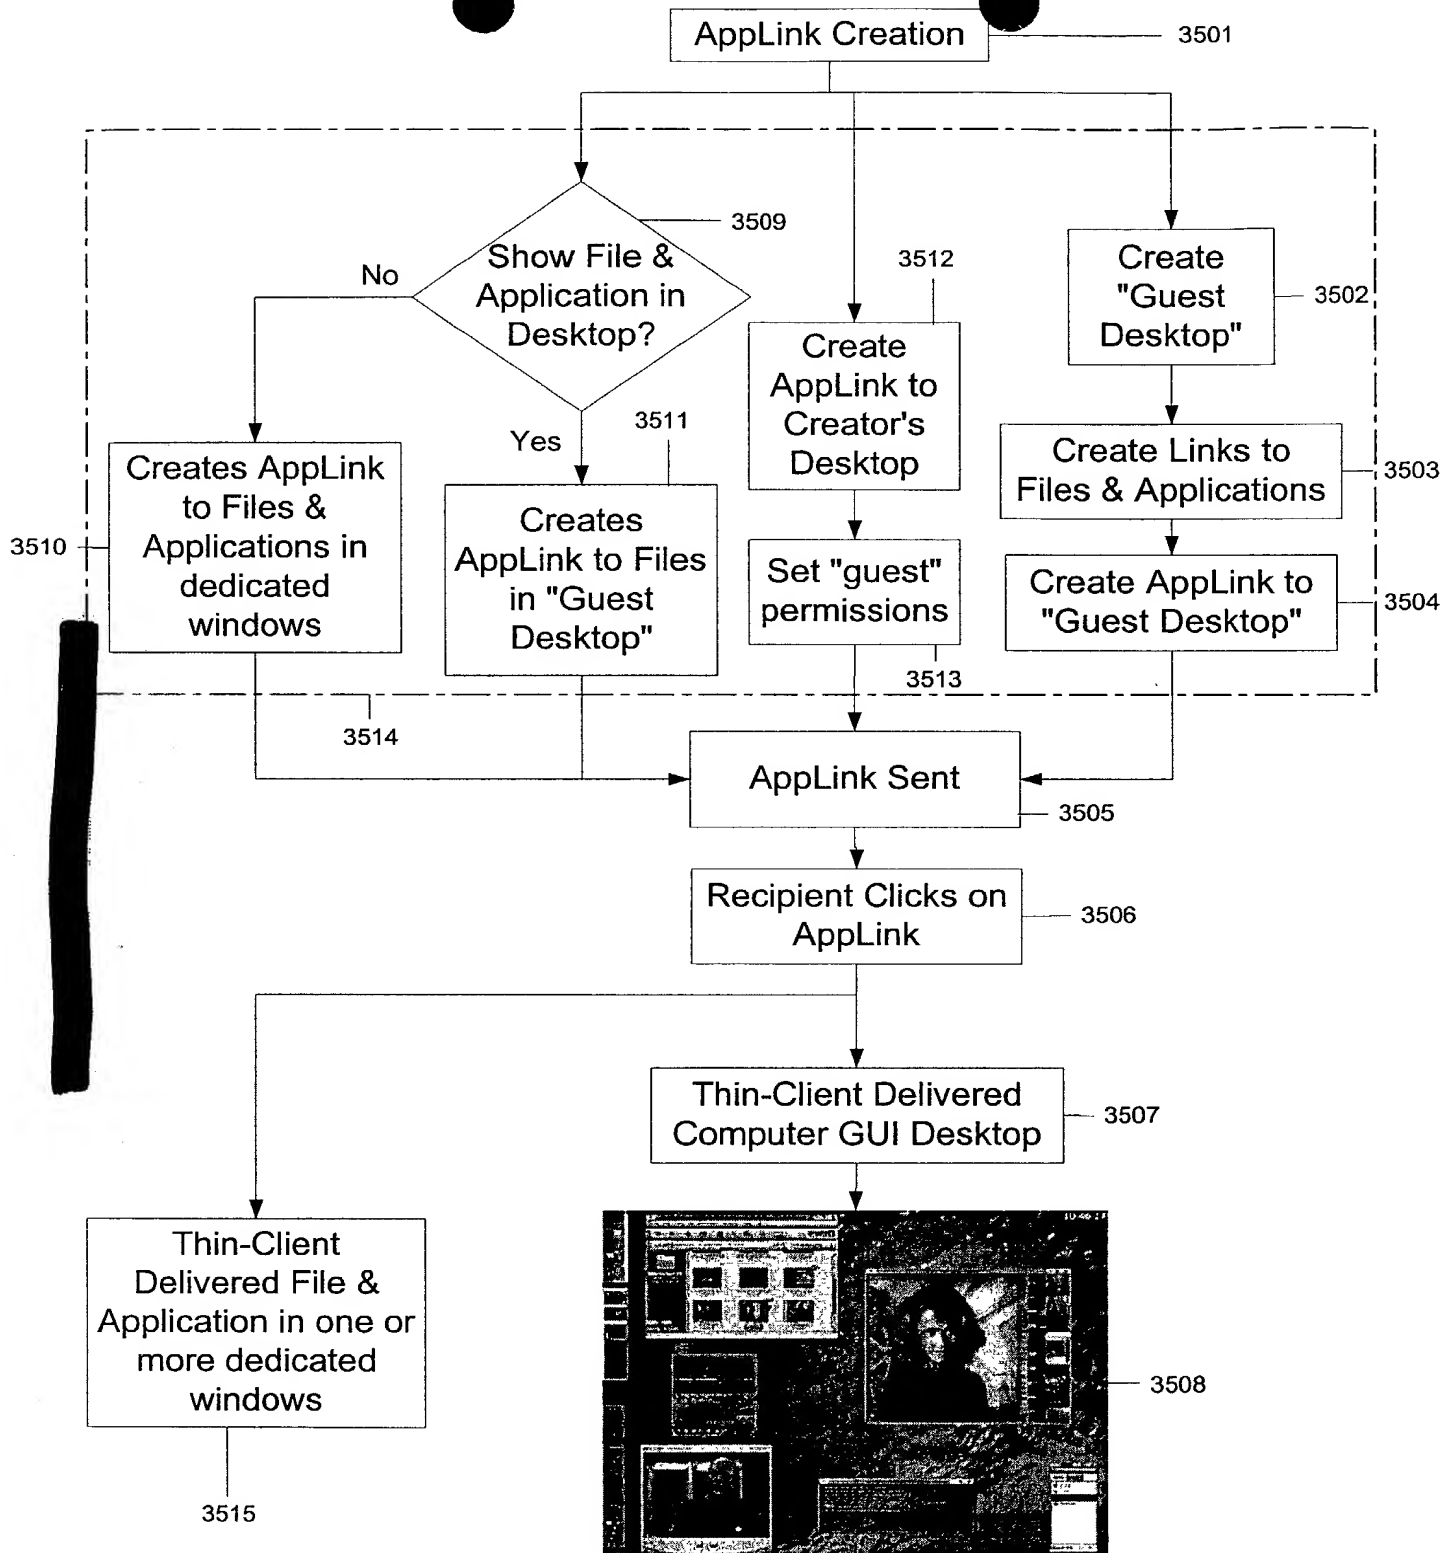 AppLink Creation
3501
3509
Show File &
Application in
Desktop?
No
Yes
3512
Create
"Guest
Desktop"
3502
Create
AppLink to
Creator's
Desktop
3511
Create Links to
Files & Applications
3503
Creates AppLink
to Files &
Applications in
dedicated
windows
3510
Creates
AppLink to Files
in "Guest
Desktop"
Set "guest"
permissions
3513
Create AppLink to
"Guest Desktop"
3504
3514
AppLink Sent
3505
Recipient Clicks on
AppLink
3506
Thin-Client Delivered
Computer GUI Desktop
3507
Thin-Client
Delivered File &
Application in one or
more dedicated
windows
3515
3508